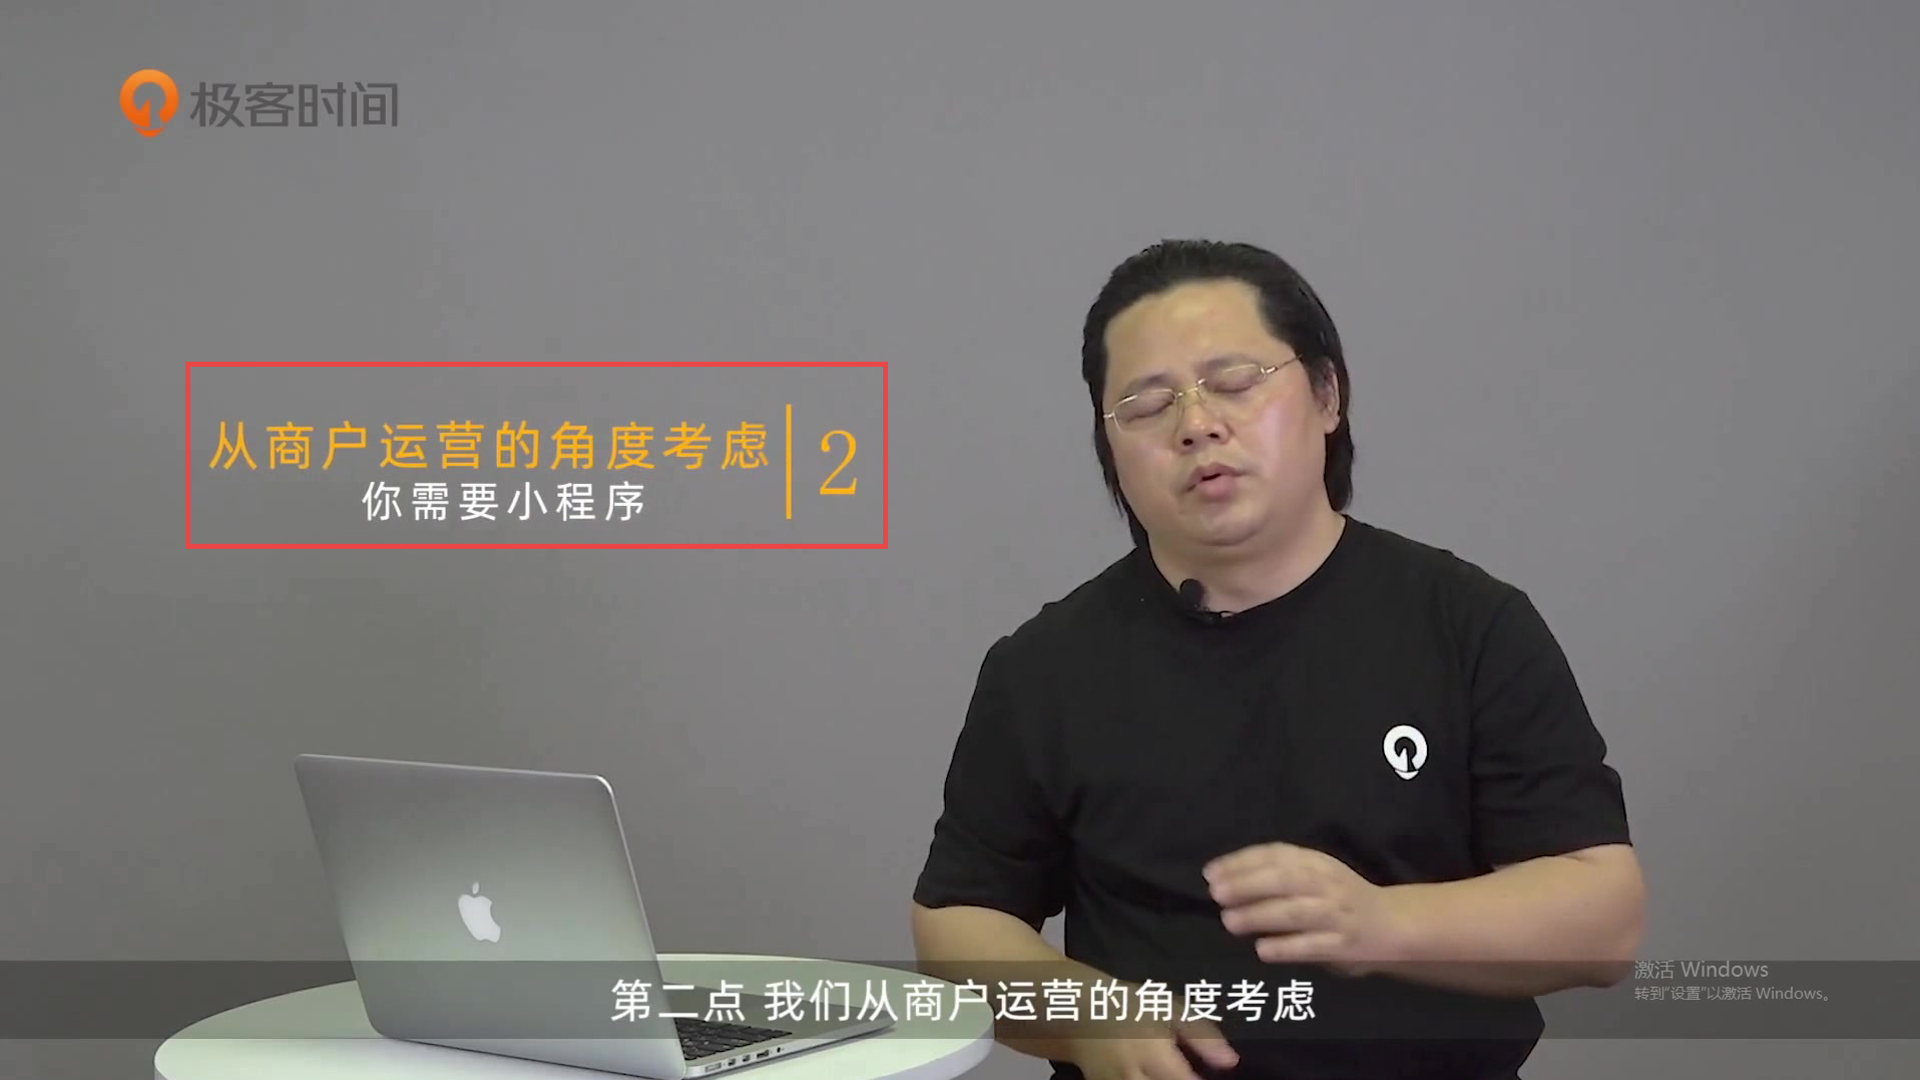 极客时间
从商户运营的角度考虑
你需要小程序
2
第二点 我们从商户运营的角度考虑
激活 Windows
转到“设置”以激活 Windows。